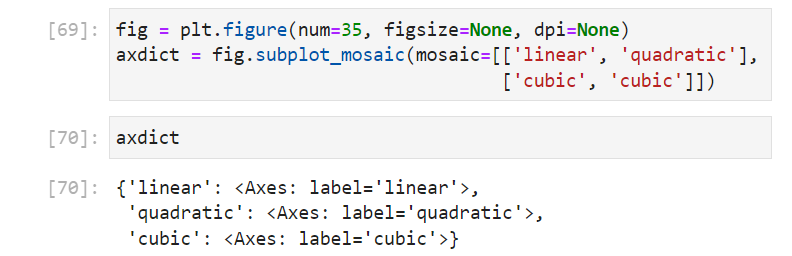 [69]: fig = plt.figure(num=35, figsize=None, dpi=None)
axdict = fig.subplot_mosaic(mosaic=[['linear', 'quadratic'],
['cubic', 'cubic']])
[70]: axdict
[70]: {'linear': <Axes: label='linear'>,
'quadratic': <Axes: label='quadratic'>,
'cubic': <Axes: label='cubic'>}